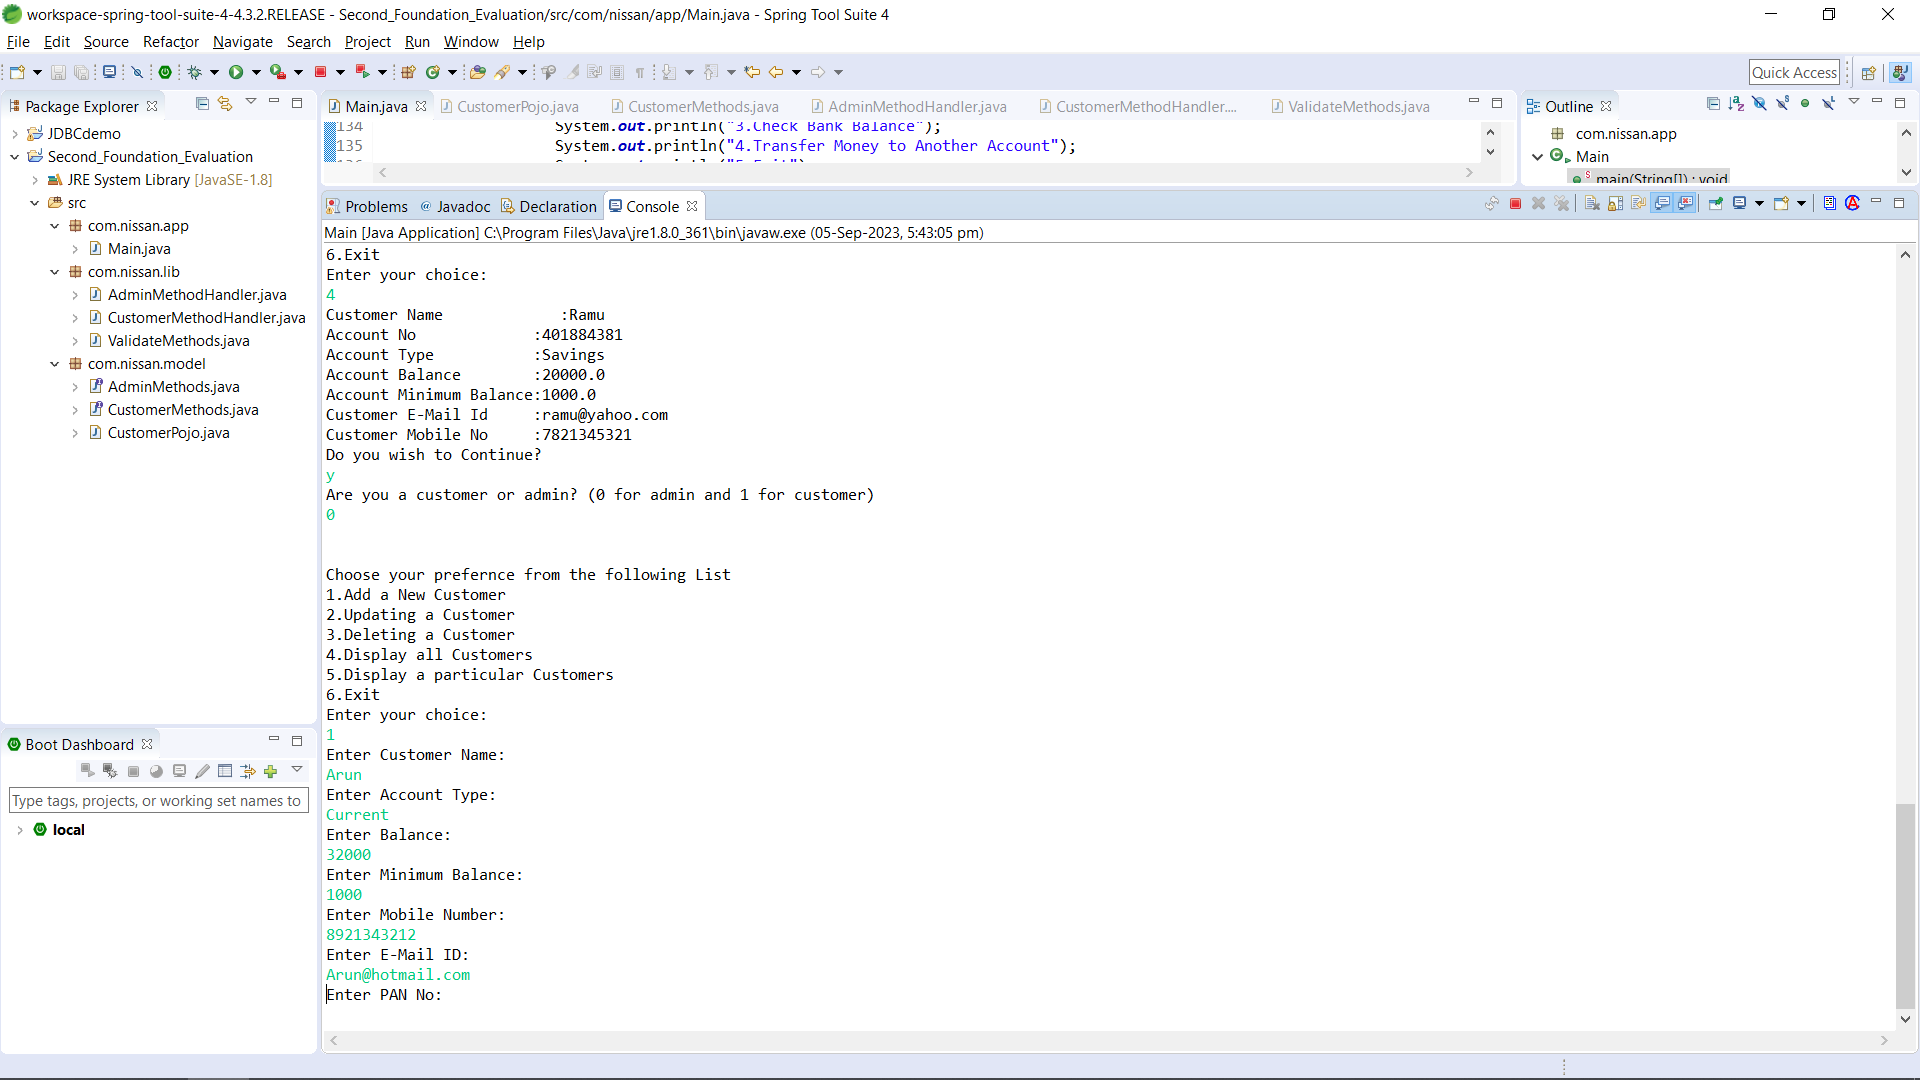 workspace-spring-tool-suite-4-4.3.2.RELEASE - Second_Foundation_Evaluation/src/com/nissan/app/Main.java - Spring Tool Suite 4
File Edit Source Refactor Navigate Search Project Run Window Help
Quick Access
Package Explorer
JDBCdemo
Second_Foundation_Evaluation
JRE System Library [JavaSE-1.8]
src
com.nissan.app
Main.java
com.nissan.lib
AdminMethodHandler.java
CustomerMethodHandler.java
ValidateMethods.java
com.nissan.model
AdminMethods.java
CustomerMethods.java
CustomerPojo.java
Boot Dashboard
Type tags, projects, or working set names to
local
Main.java CustomerPojo.java CustomerMethods.java AdminMethodHandler.java CustomerMethodHandler.... ValidateMethods.java
134 System.out.println("3.Check Bank Balance");
135 System.out.println("4.Transfer Money to Another Account");
136 System.out.println("5.Exit")
Outline
com.nissan.app
Main
main(String[]) : void
Problems Javadoc Declaration Console
Main [Java Application] C:\Program Files\Java\jre1.8.0_361\bin\javaw.exe (05-Sep-2023, 5:43:05 pm)
6.Exit
Enter your choice:
4
Customer Name :Ramu
Account No :401884381
Account Type :Savings
Account Balance :20000.0
Account Minimum Balance:1000.0
Customer E-Mail Id :ramu@yahoo.com
Customer Mobile No :7821345321
Do you wish to Continue?
y
Are you a customer or admin? (0 for admin and 1 for customer)
0
Choose your prefernce from the following List
1.Add a New Customer
2.Updating a Customer
3.Deleting a Customer
4.Display all Customers
5.Display a particular Customers
6.Exit
Enter your choice:
1
Enter Customer Name:
Arun
Enter Account Type:
Current
Enter Balance:
32000
Enter Minimum Balance:
1000
Enter Mobile Number:
8921343212
Enter E-Mail ID:
Arun@hotmail.com
Enter PAN No: